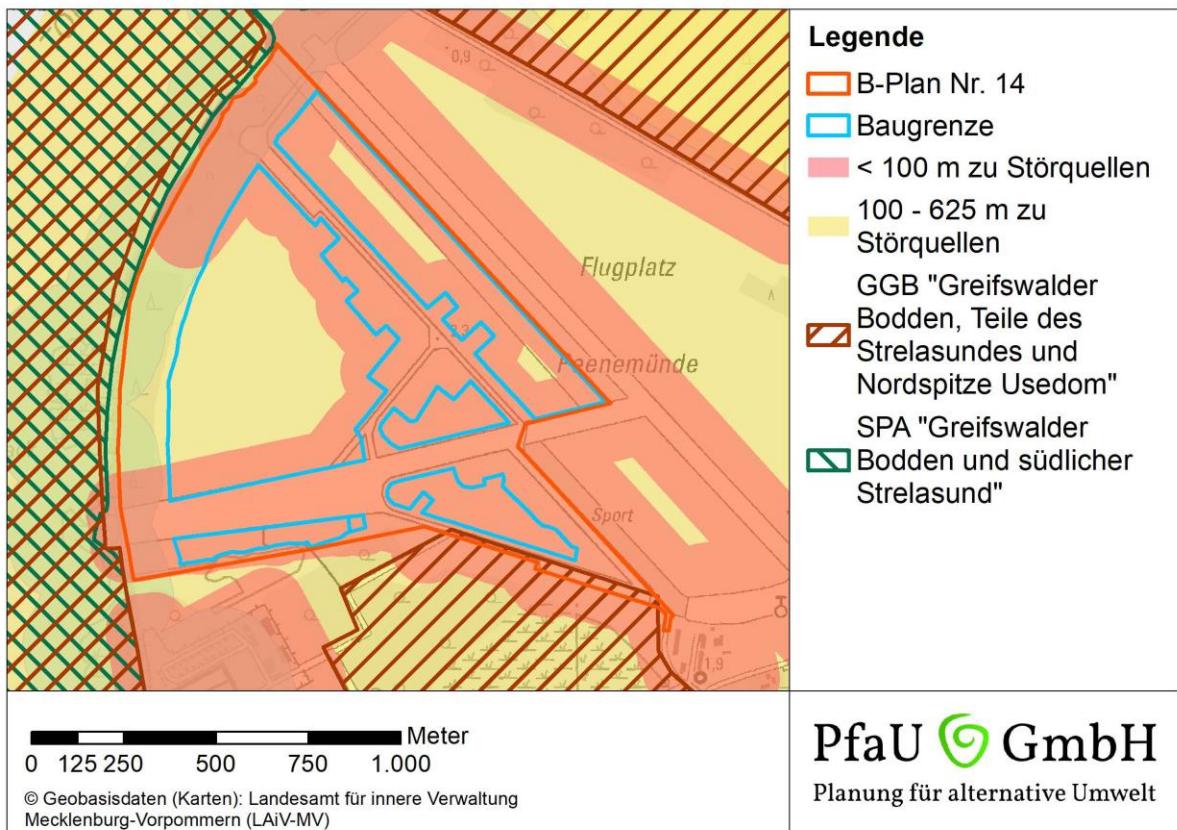 0,9
Flugplatz
3,3
Peenemünde
Sport
1,9
Legende
B-Plan Nr. 14
Baugrenze
< 100 m zu Störquellen
100 - 625 m zu
Störquellen
GGB "Greifswalder
Bodden, Teile des
Strelasundes und
Nordspitze Usedom"
SPA "Greifswalder
Bodden und südlicher
Strelasund"
Meter
0 125 250 500 750 1.000
© Geobasisdaten (Karten): Landesamt für innere Verwaltung
Mecklenburg-Vorpommern (LAiV-MV)
PfaU GmbH
Planung für alternative Umwelt